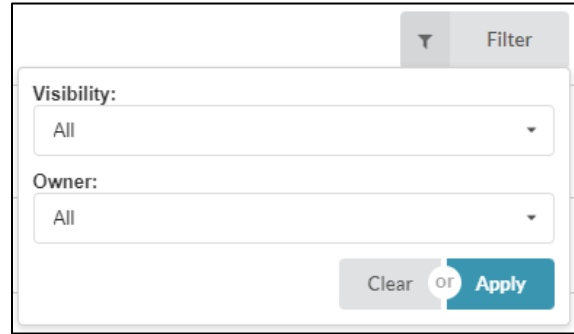 Filter
Visibility:
All
Owner:
All
Clear or Apply